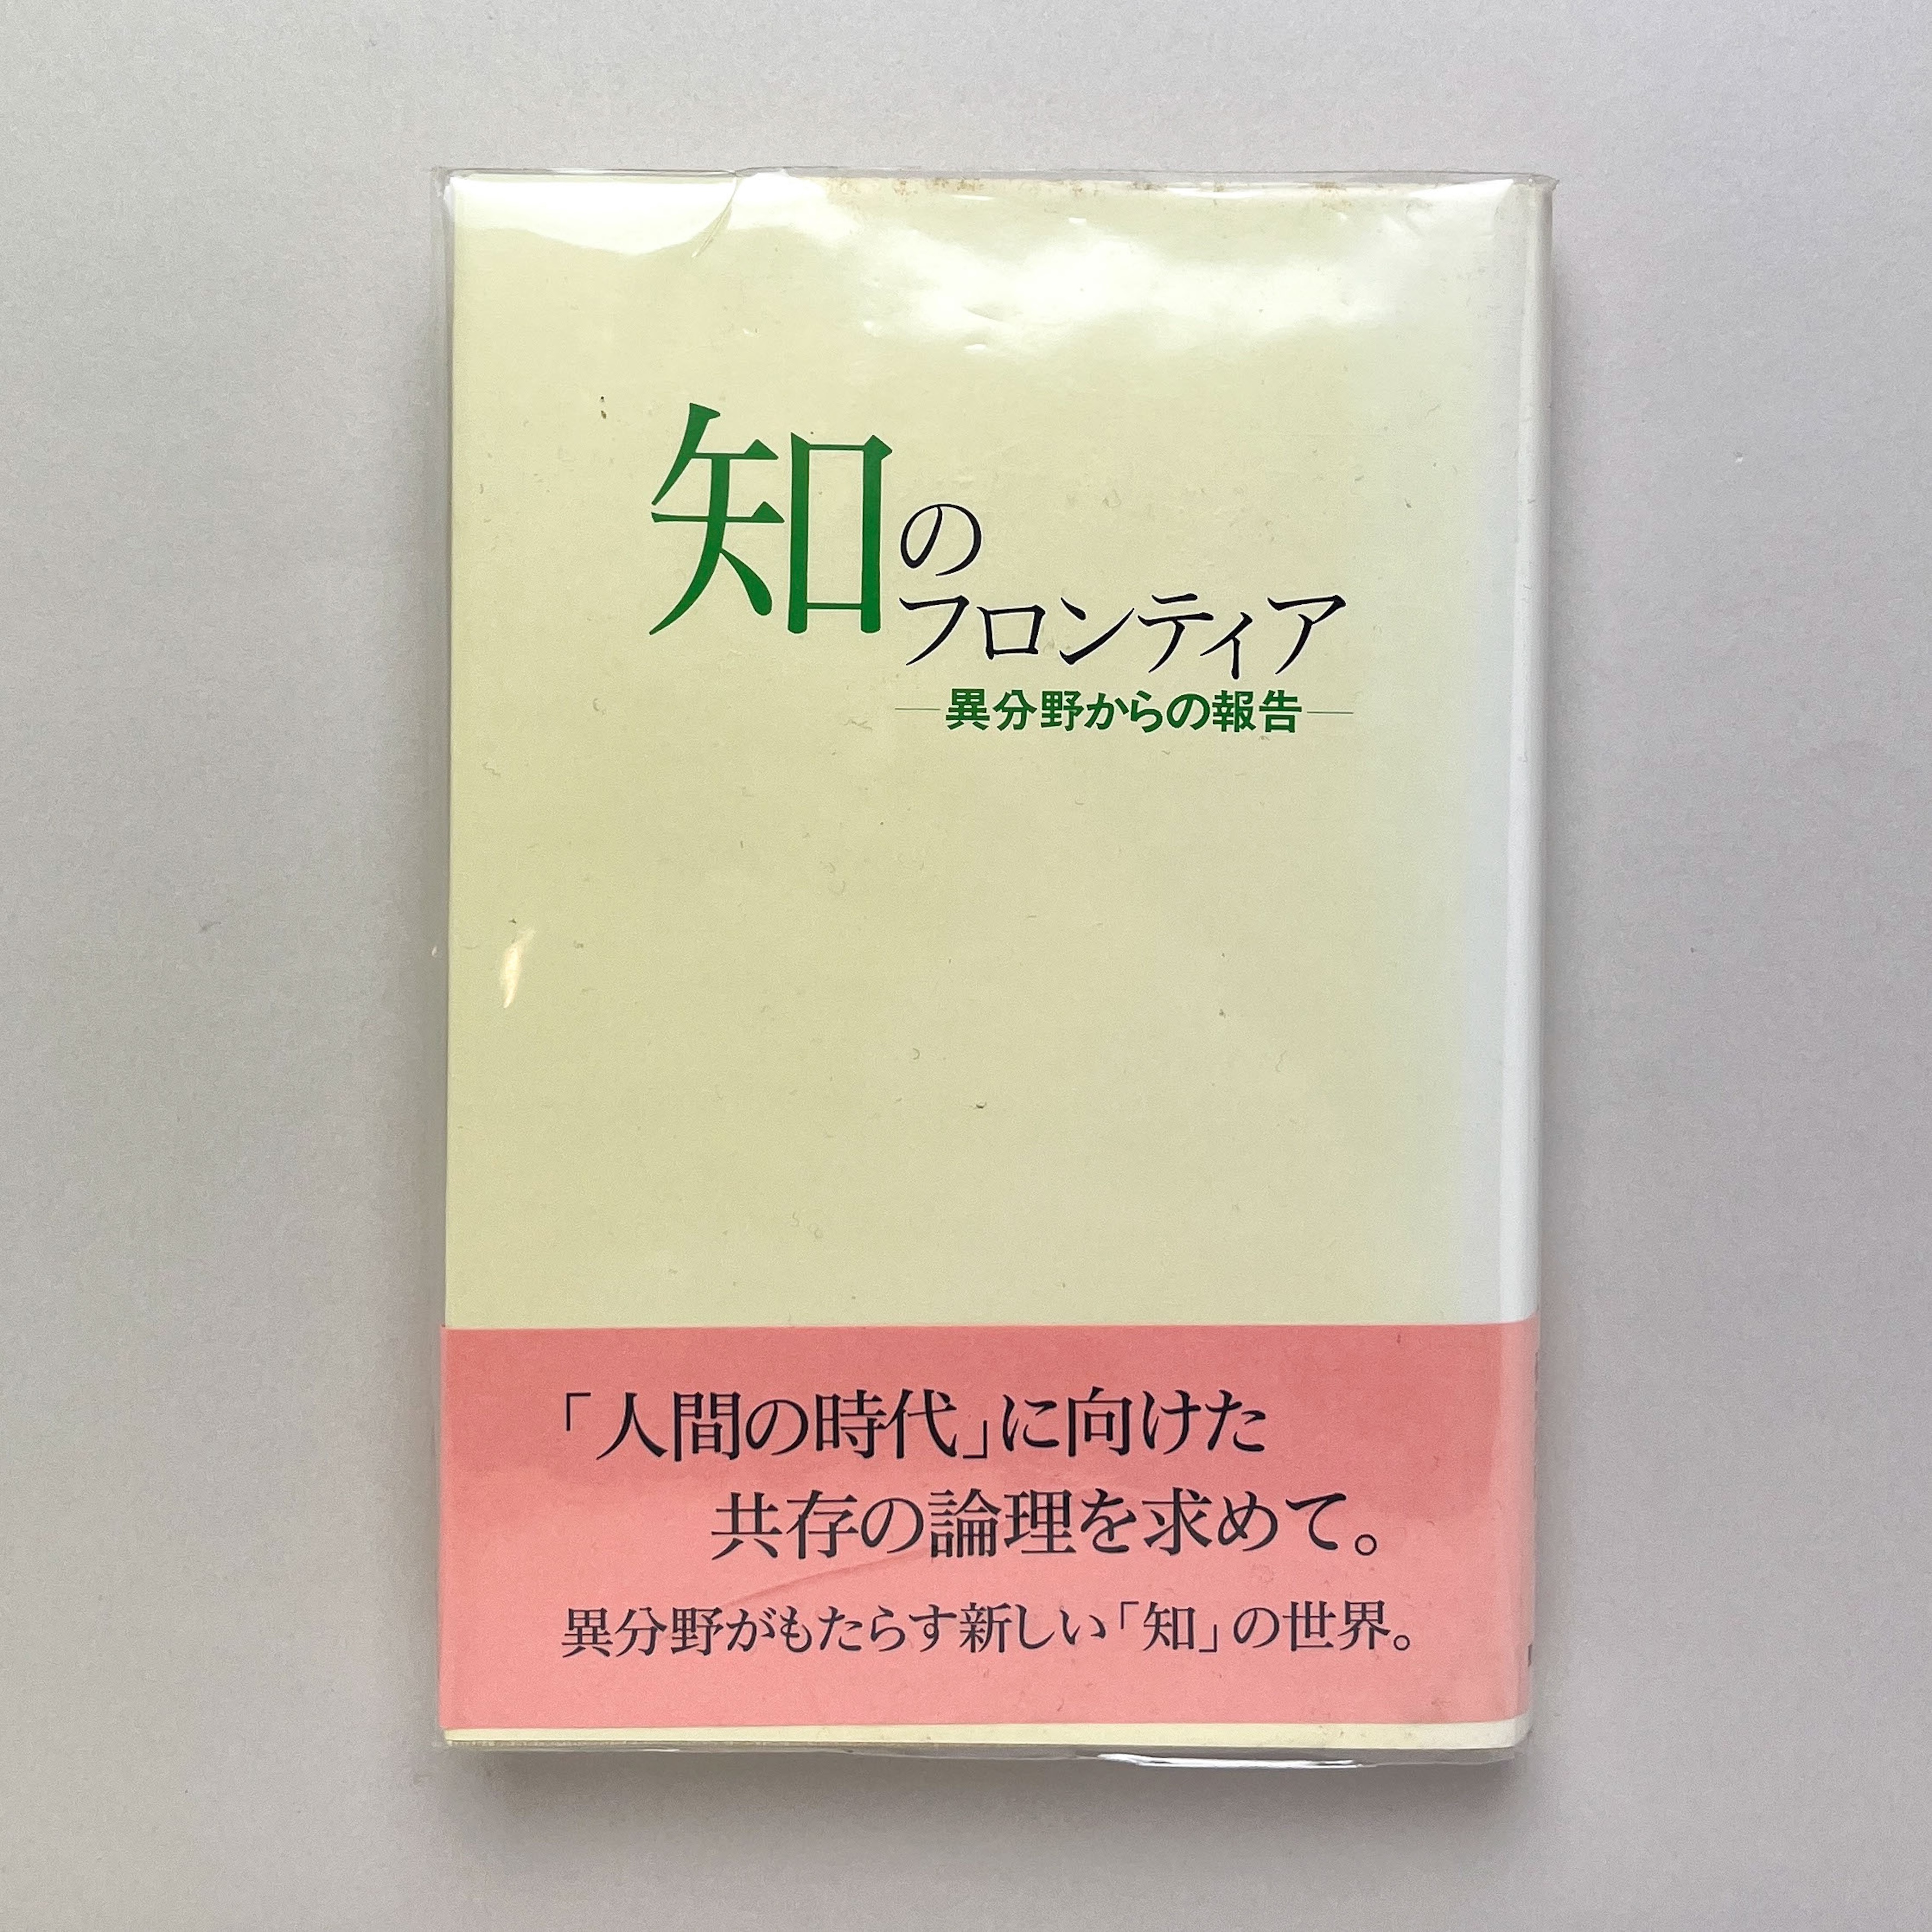 知の
フロンティア
―異分野からの報告―
「人間の時代」に向けた
共存の論理を求めて。
異分野がもたらす新しい「知」の世界。